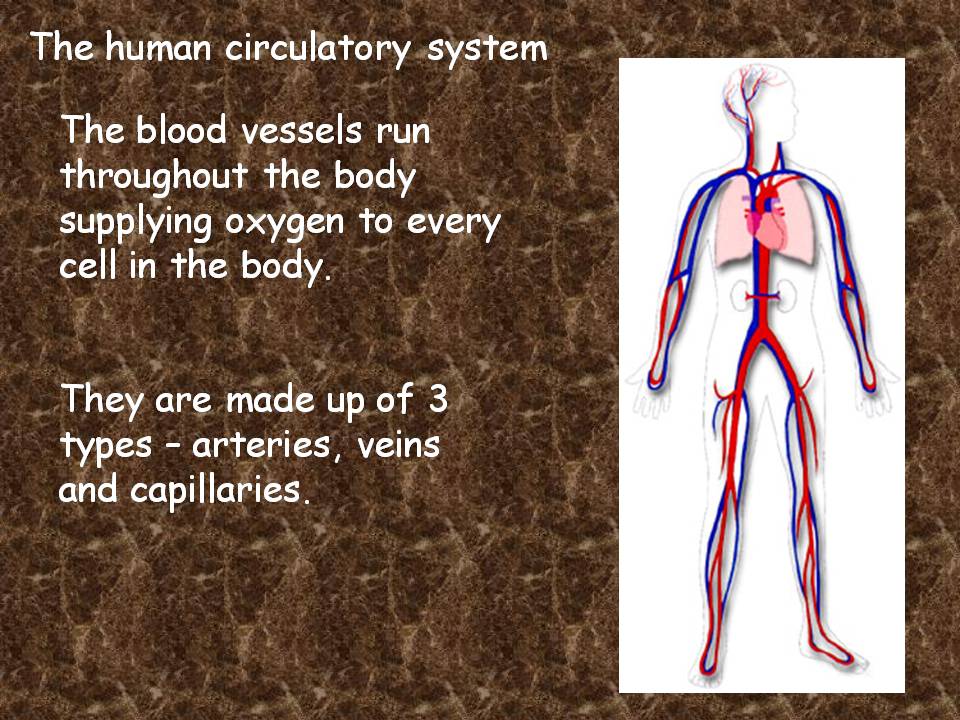 The human circulatory system
The blood vessels run
throughout the body
supplying oxygen to every
cell in the body.
They are made up of 3
types – arteries, veins
and capillaries.